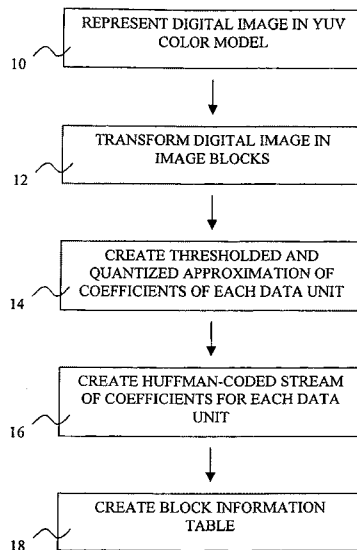 REPRESENT DIGITAL IMAGE IN YUV
COLOR MODEL
10
TRANSFORM DIGITAL IMAGE IN
IMAGE BLOCKS
12
CREATE THRESHOLDED AND
QUANTIZED APPROXIMATION OF
COEFFICIENTS OF EACH DATA UNIT
14
CREATE HUFFMAN-CODED STREAM
OF COEFFICIENTS FOR EACH DATA
UNIT
16
CREATE BLOCK INFORMATION
TABLE
18